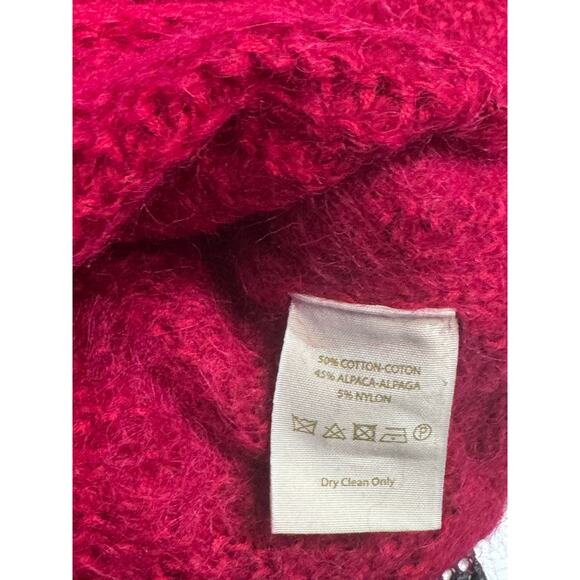 50% COTTON-COTON
45% ALPACA-ALPAGA
5% NYLON
P
Dry Clean Only